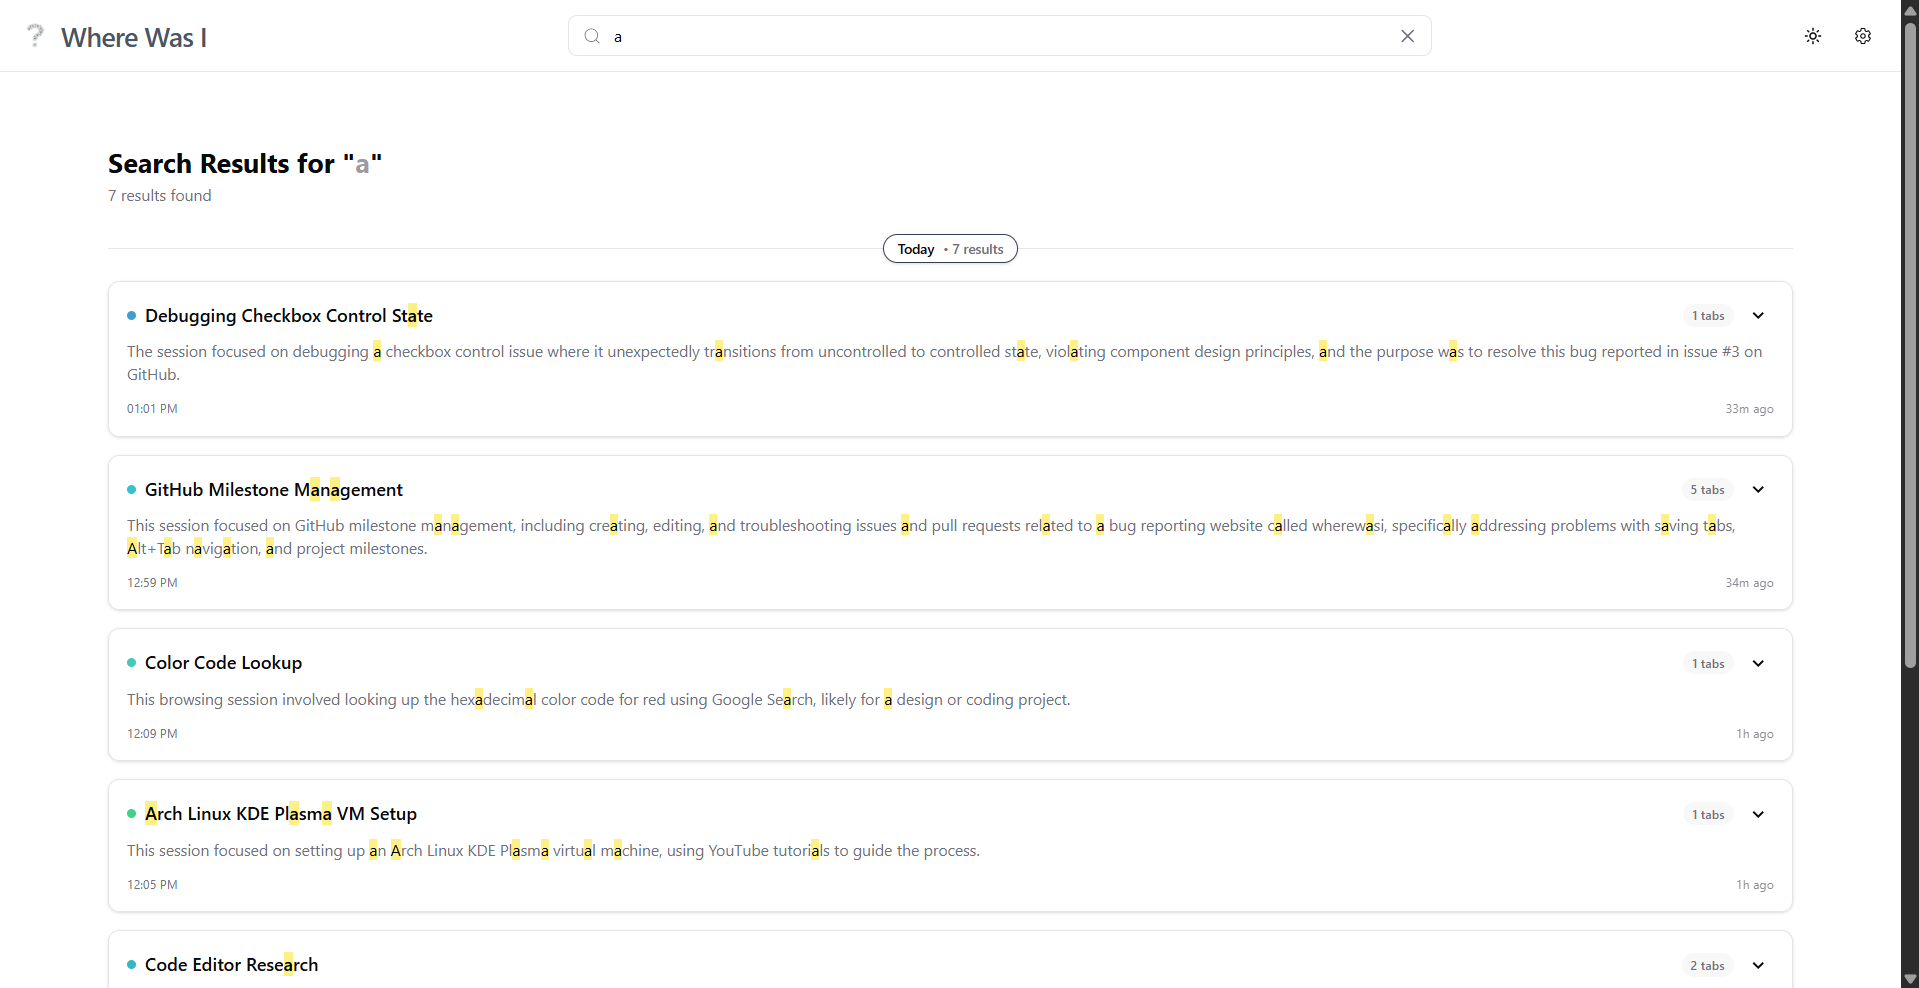 Where Was I
a
Search Results for "a"
7 results found
Today • 7 results
Debugging Checkbox Control State
1 tabs
The session focused on debugging a checkbox control issue where it unexpectedly transitions from uncontrolled to controlled state, violating component design principles, and the purpose was to resolve this bug reported in issue #3 on
GitHub.
01:01 PM
33m ago
GitHub Milestone Management
5 tabs
This session focused on GitHub milestone management, including creating, editing, and troubleshooting issues and pull requests related to a bug reporting website called wherewasi, specifically addressing problems with saving tabs,
Alt+Tab navigation, and project milestones.
12:59 PM
34m ago
Color Code Lookup
1 tabs
This browsing session involved looking up the hexadecimal color code for red using Google Search, likely for a design or coding project.
12:09 PM
1h ago
Arch Linux KDE Plasma VM Setup
1 tabs
This session focused on setting up an Arch Linux KDE Plasma virtual machine, using YouTube tutorials to guide the process.
12:05 PM
1h ago
Code Editor Research
2 tabs